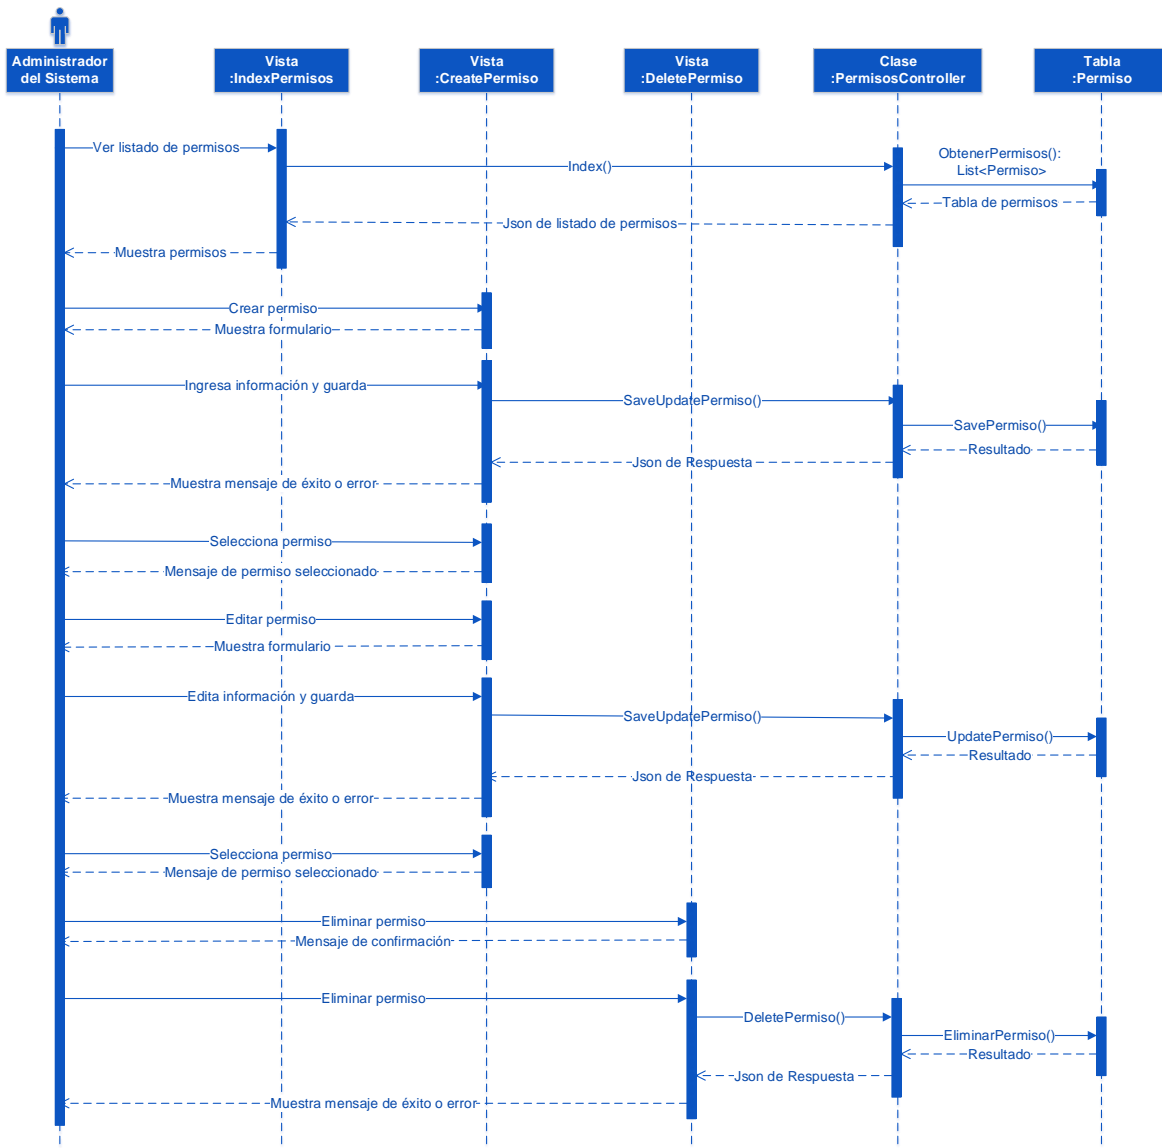 Administrador
del Sistema
Vista
:IndexPermisos
Vista
:CreatePermiso
Vista
:DeletePermiso
Clase
:PermisosController
Tabla
:Permiso
Ver listado de permisos
Index()
ObtenerPermisos():
List<Permiso>
Tabla de permisos
Json de listado de permisos
Muestra permisos
Crear permiso
Muestra formulario
Ingresa información y guarda
SaveUpdatePermiso()
SavePermiso()
Resultado
Json de Respuesta
Muestra mensaje de éxito o error
Selecciona permiso
Mensaje de permiso seleccionado
Editar permiso
Muestra formulario
Edita información y guarda
SaveUpdatePermiso()
UpdatePermiso()
Resultado
Json de Respuesta
Muestra mensaje de éxito o error
Selecciona permiso
Mensaje de permiso seleccionado
Eliminar permiso
Mensaje de confirmación
Eliminar permiso
DeletePermiso()
EliminarPermiso()
Resultado
Json de Respuesta
Muestra mensaje de éxito o error